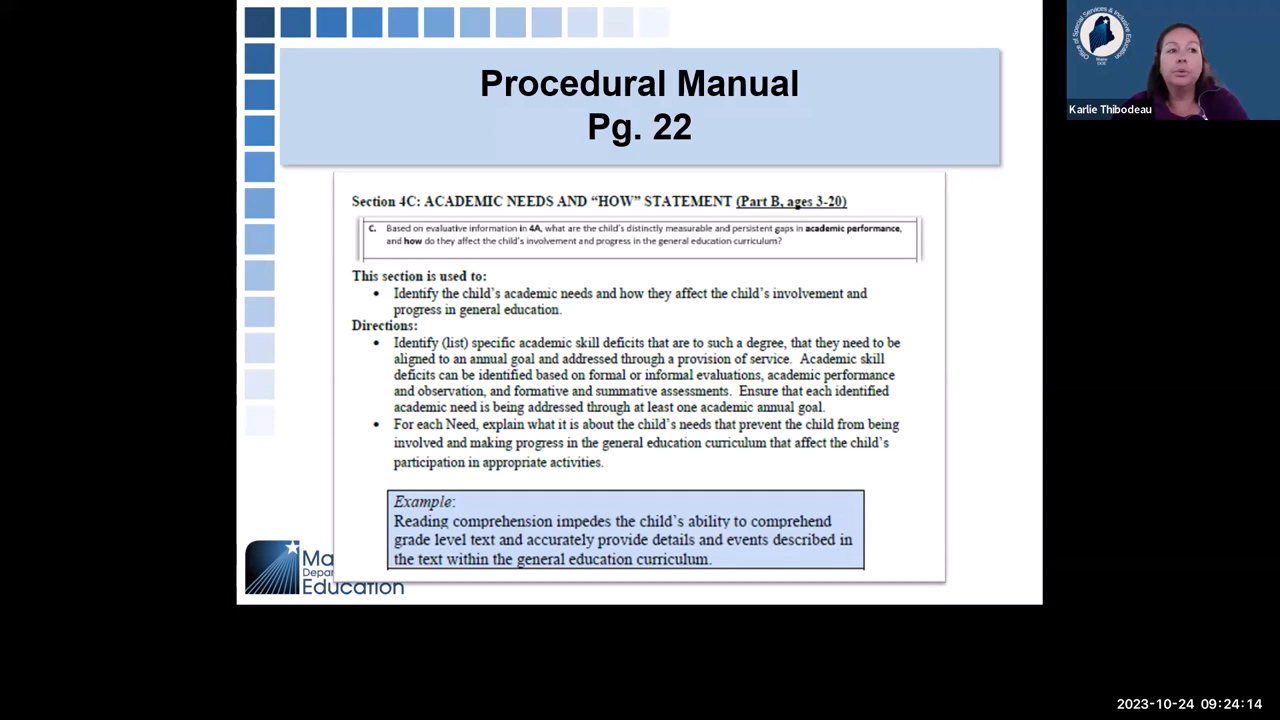 Procedural Manual
Pg. 22
Section 4C: ACADEMIC NEEDS AND “HOW” STATEMENT (Part B, ages 3-20)
C. Based on evaluative information in 4A, what are the child’s distinctly measurable and persistent gaps in academic performance,
and how do they affect the child’s involvement and progress in the general education curriculum?
This section is used to:
• Identify the child’s academic needs and how they affect the child’s involvement and
progress in general education.
Directions:
• Identify (list) specific academic skill deficits that are to such a degree, that they need to be
aligned to an annual goal and addressed through a provision of service. Academic skill
deficits can be identified based on formal or informal evaluations, academic performance
and observation, and formative and summative assessments. Ensure that each identified
academic need is being addressed through at least one academic annual goal.
• For each Need, explain what it is about the child’s needs that prevent the child from being
involved and making progress in the general education curriculum that affect the child’s
participation in appropriate activities.
Example:
Reading comprehension impedes the child’s ability to comprehend
grade level text and accurately provide details and events described in
the text within the general education curriculum.
Ma
Depar
Education
Office of Special Services & Inclusive Education
Maine
DOE
Karlie Thibodeau
2023-10-24 09:24:14